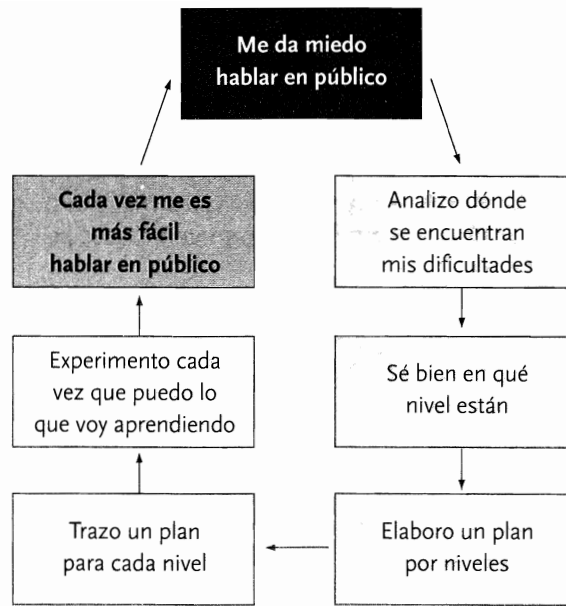 Me da miedo
hablar en público
Analizo dónde
se encuentran
mis dificultades
Sé bien en qué
nivel están
Elaboro un plan
por niveles
Trazo un plan
para cada nivel
Experimento cada
vez que puedo lo
que voy aprendiendo
Cada vez me es
más fácil
hablar en público